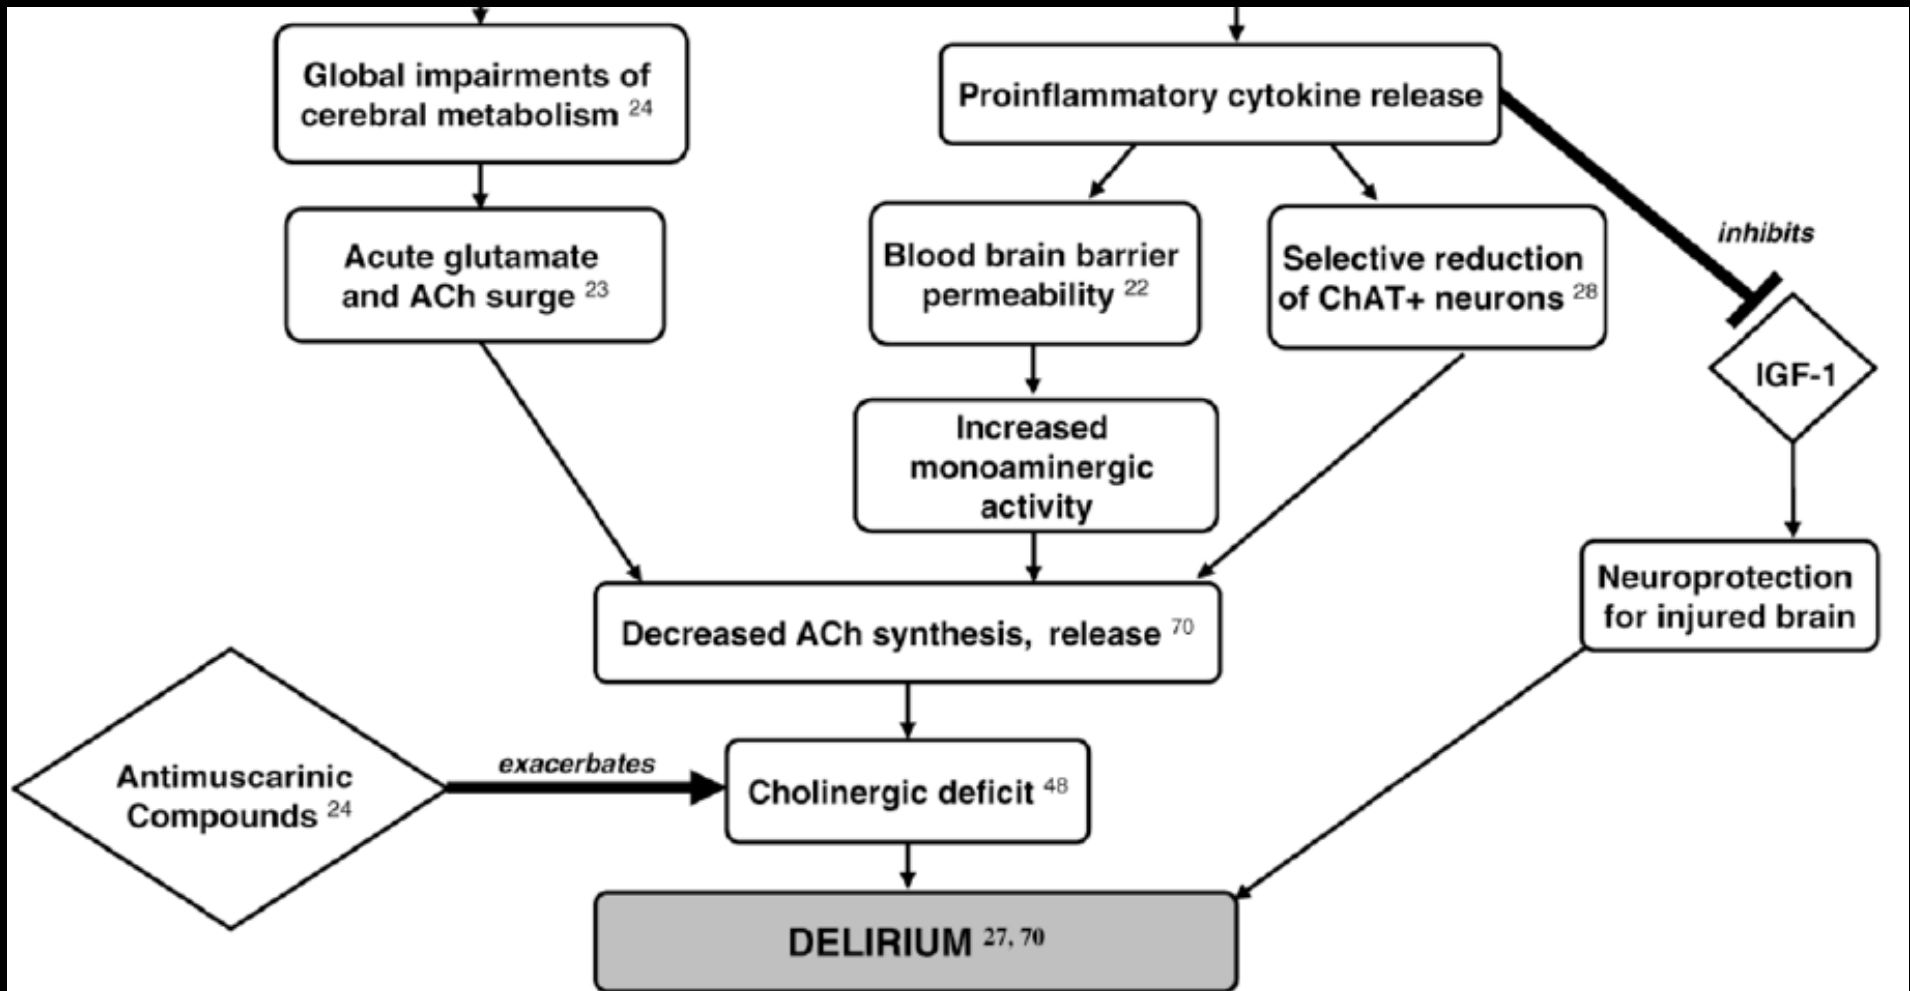 Global impairments of
cerebral metabolism 24
Proinflammatory cytokine release
Acute glutamate
and ACh surge 23
Blood brain barrier
permeability 22
Selective reduction
of ChAT+ neurons 28
inhibits
IGF-1
Increased
monoaminergic
activity
Neuroprotection
for injured brain
Decreased ACh synthesis, release 70
Antimuscarinic
Compounds 24
exacerbates
Cholinergic deficit 48
DELIRIUM 27, 70